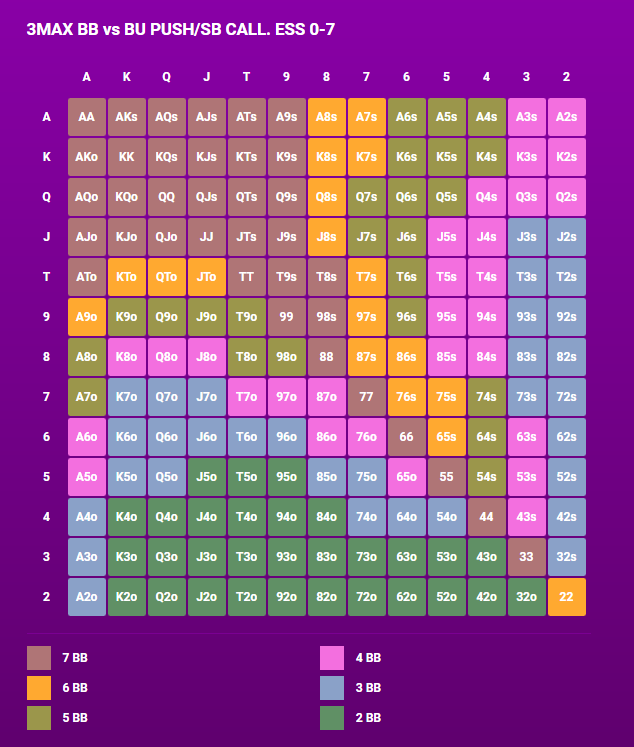 3MAX BB vs BU PUSH/SB CALL. ESS 0-7
A K Q J T 9 8 7 6 5 4 3 2
A AA AKs AQs AJs ATs A9s A8s A7s A6s A5s A4s A3s A2s
K AKo KK KQs KJs KTs K9s K8s K7s K6s K5s K4s K3s K2s
Q AQo KQo QQ QJs QTs Q9s Q8s Q7s Q6s Q5s Q4s Q3s Q2s
J AJo KJo QJo JJ JTs J9s J8s J7s J6s J5s J4s J3s J2s
T ATo KTo QTo JTo TT T9s T8s T7s T6s T5s T4s T3s T2s
9 A9o K9o Q9o J9o T9o 99 98s 97s 96s 95s 94s 93s 92s
8 A8o K8o Q8o J8o T8o 98o 88 87s 86s 85s 84s 83s 82s
7 A7o K7o Q7o J7o T7o 97o 87o 77 76s 75s 74s 73s 72s
6 A6o K6o Q6o J6o T6o 96o 86o 76o 66 65s 64s 63s 62s
5 A5o K5o Q5o J5o T5o 95o 85o 75o 65o 55 54s 53s 52s
4 A4o K4o Q4o J4o T4o 94o 84o 74o 64o 54o 44 43s 42s
3 A3o K3o Q3o J3o T3o 93o 83o 73o 63o 53o 43o 33 32s
2 A2o K2o Q2o J2o T2o 92o 82o 72o 62o 52o 42o 32o 22
7 BB 4 BB
6 BB 3 BB
5 BB 2 BB